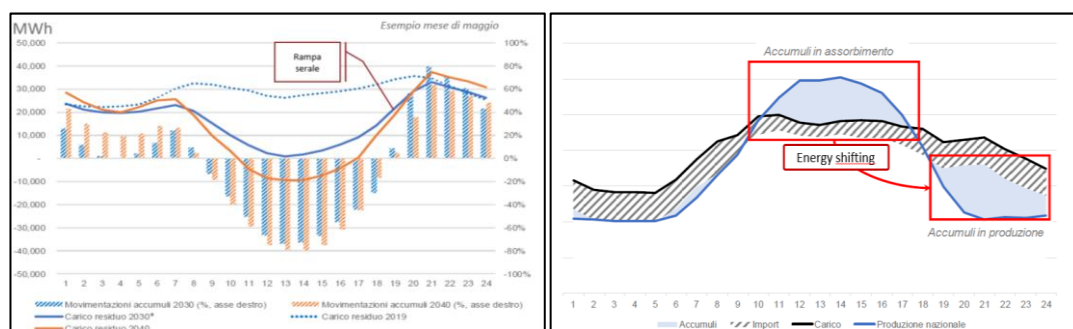 MWh
Esempio mese di maggio
50,000
40,000
30,000
20,000
10,000
-
-10,000
-20,000
-30,000
-40,000
-50,000
100%
80%
60%
40%
20%
0%
-20%
-40%
-60%
-80%
-100%
Rampa
serale
1 2 3 4 5 6 7 8 9 10 11 12 13 14 15 16 17 18 19 20 21 22 23 24
Movimentazioni accumuli 2030 (%, asse destro)
Movimentazioni accumuli 2040 (%, asse destro)
Carico residuo 2030*
Carico residuo 2019
Carico residuo 2040
Accumuli in assorbimento
Energy shifting
Accumuli in produzione
1 2 3 4 5 6 7 8 9 10 11 12 13 14 15 16 17 18 19 20 21 22 23 24
Accumuli
Import
Carico
Produzione nazionale